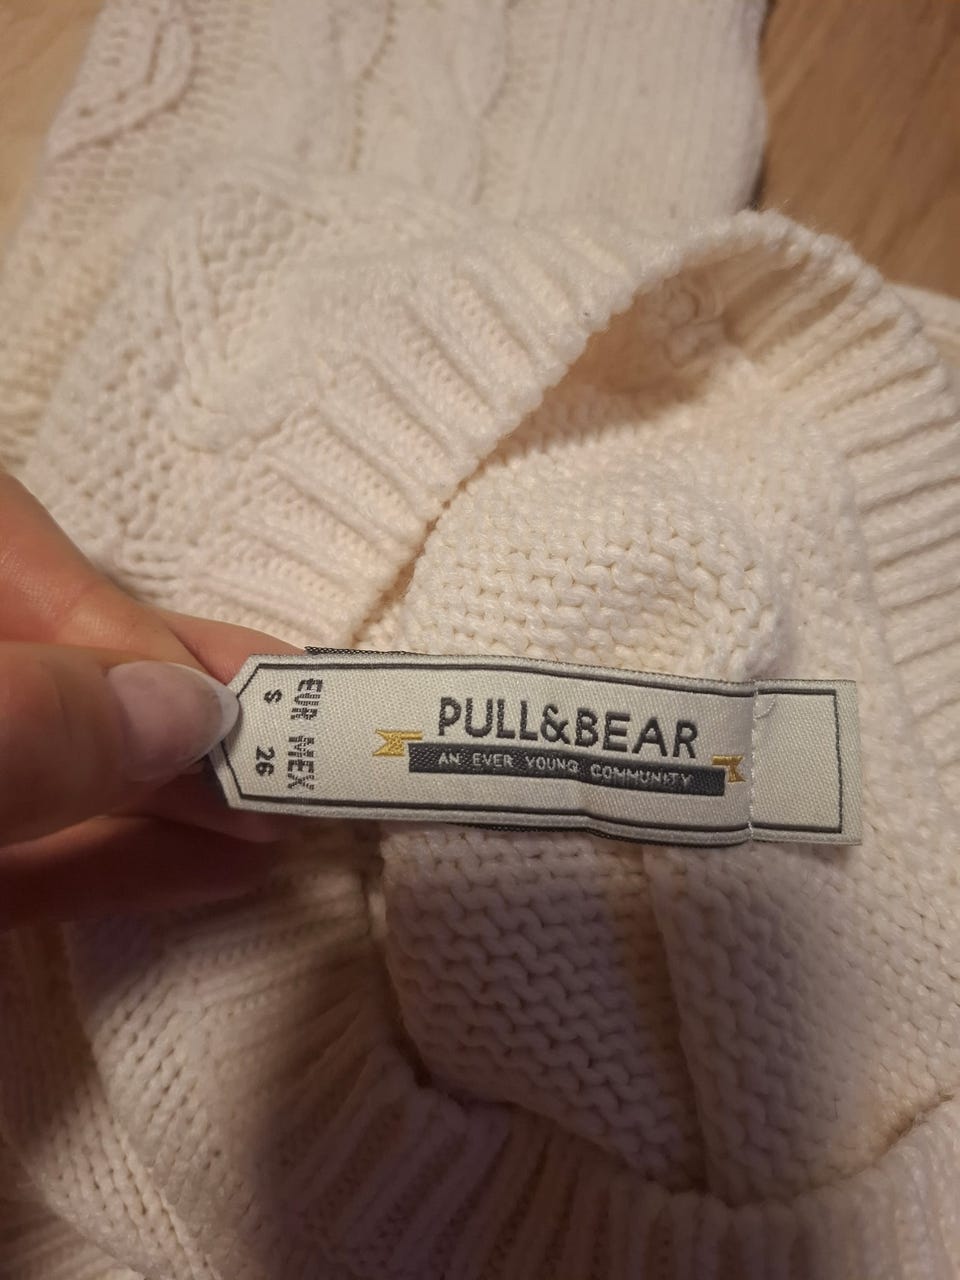 PULL&BEAR
AN EVER YOUNG COMMUNITY
EUR MEX
S 26